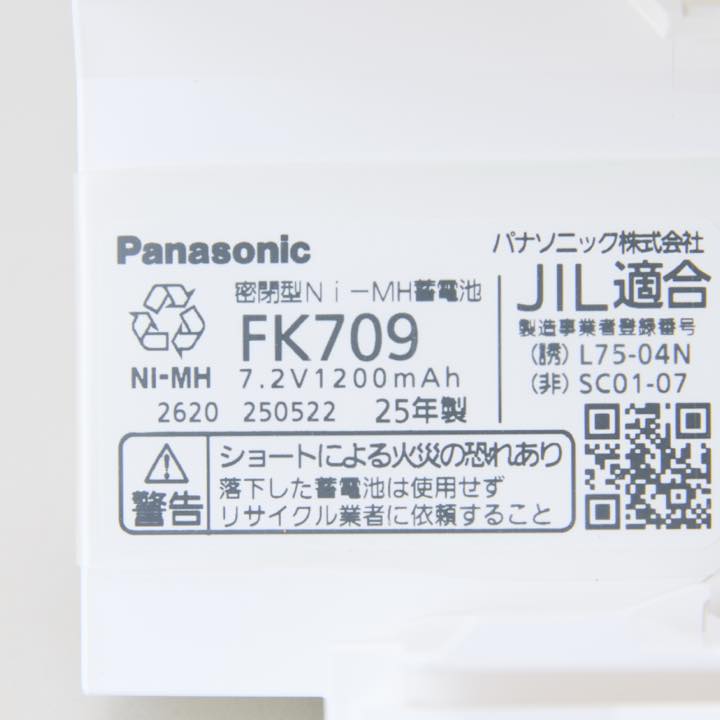 Panasonic
パナソニック株式会社
密閉型Ni-MH蓄電池
FK709
NI-MH 7.2V1200mAh
2620 250522 25年製
JIL適合
製造事業者登録番号
(誘) L75-04N
(非) SC01-07
警告
ショートによる火災の恐れあり
落下した蓄電池は使用せず
リサイクル業者に依頼すること